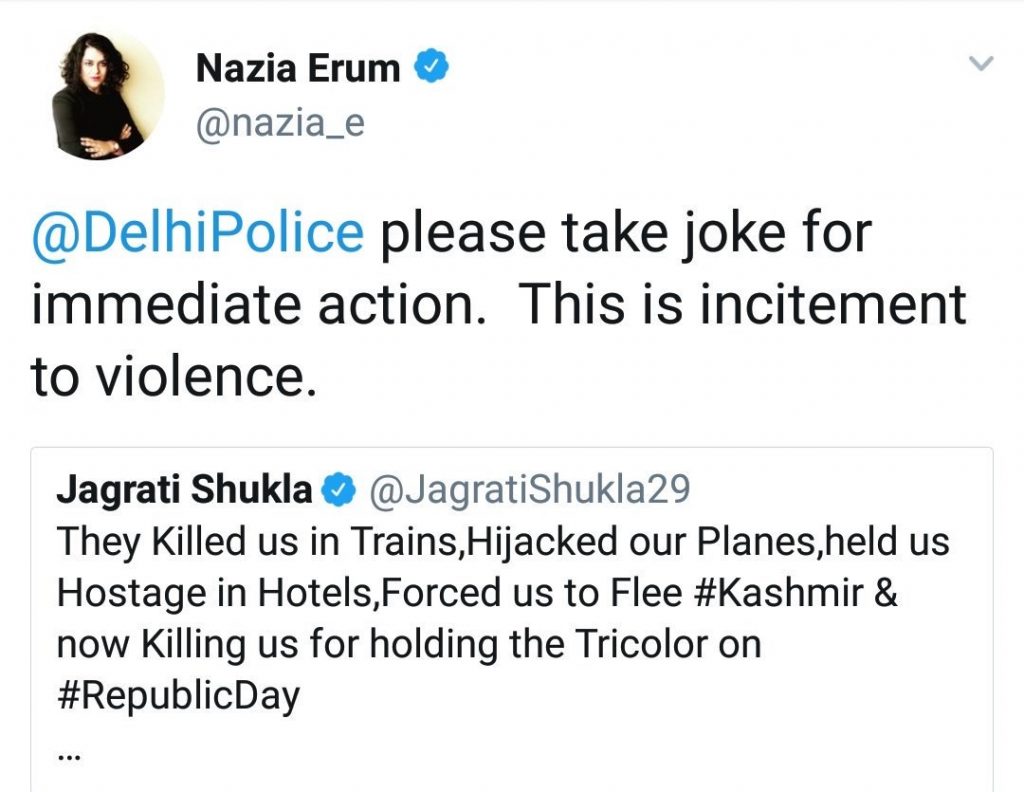 Nazia Erum
@nazia_e
@DelhiPolice please take joke for
immediate action.  This is incitement
to violence.
Jagrati Shukla @JagratiShukla29
They Killed us in Trains,Hijacked our Planes,held us
Hostage in Hotels,Forced us to Flee #Kashmir &
now Killing us for holding the Tricolor on
#RepublicDay
...